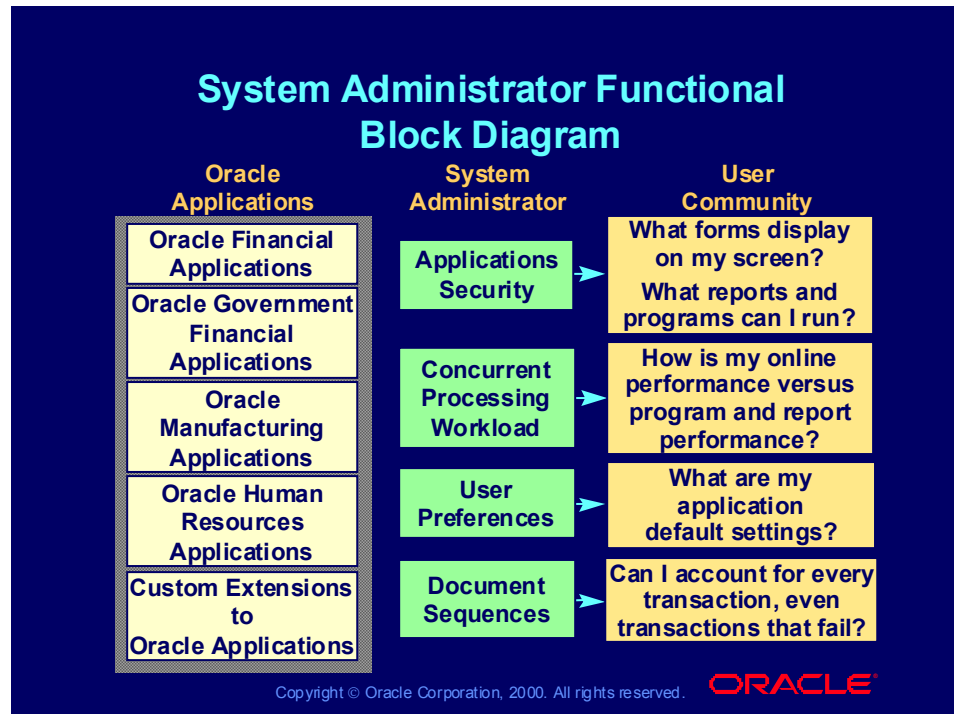 System Administrator Functional
Block Diagram
Oracle
Applications
Oracle Financial
Applications
Oracle Government
Financial
Applications
Oracle
Manufacturing
Applications
Oracle Human
Resources
Applications
Custom Extensions
to
Oracle Applications
System
Administrator
Applications
Security
Concurrent
Processing
Workload
User
Preferences
Document
Sequences
User
Community
What forms display
on my screen?
What reports and
programs can I run?
How is my online
performance versus
program and report
performance?
What are my
application
default settings?
Can I account for every
transaction, even
transactions that fail?
Copyright © Oracle Corporation, 2000. All rights reserved.
ORACLE®